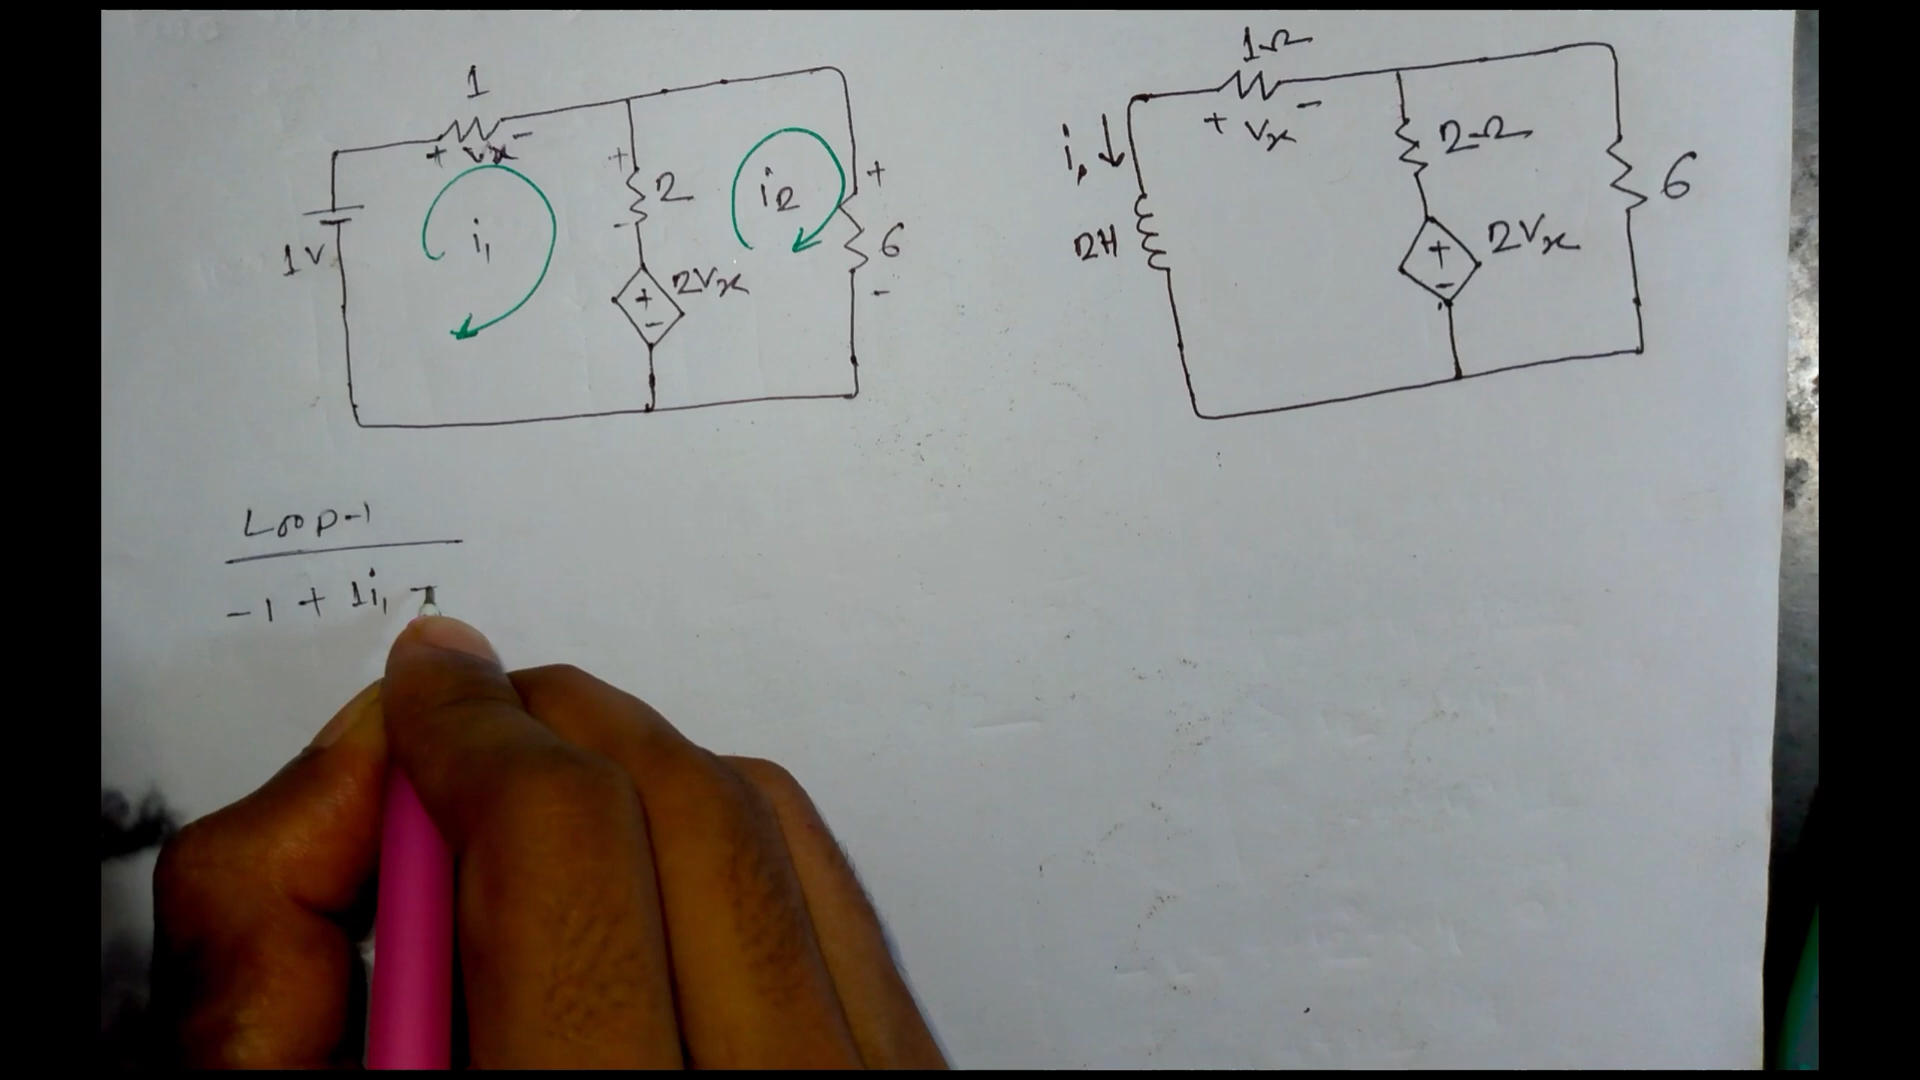 1
+ Vx -
1V
i1
+
2
-
+
-
2Vx
i2
+
6
-
1Ω
+ Vx -
i1
2H
2Ω
+
-
2Vx
6
Loop-1
-1 + 1i1 +